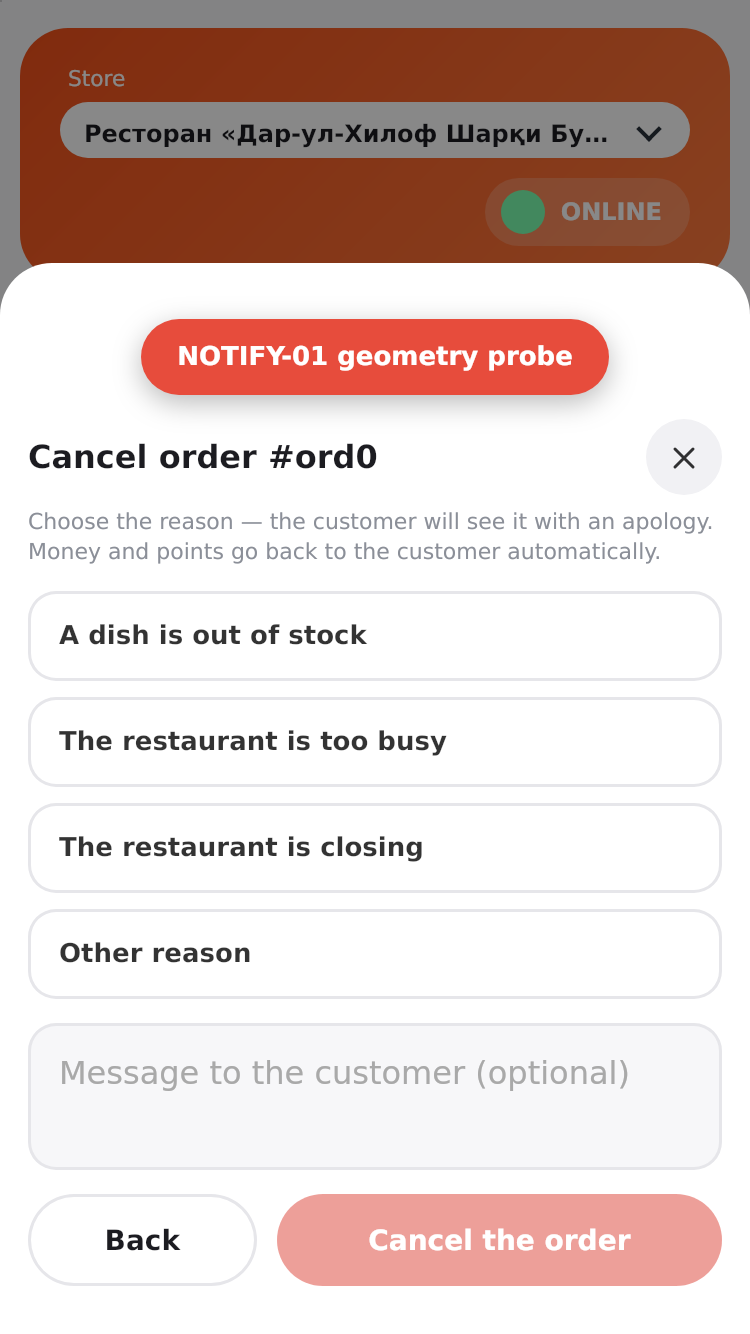 Store
Ресторан «Дар-ул-Хилоф Шарқи Бу...
ONLINE
NOTIFY-01 geometry probe
Cancel order #ord0
Choose the reason — the customer will see it with an apology.
Money and points go back to the customer automatically.
A dish is out of stock
The restaurant is too busy
The restaurant is closing
Other reason
Message to the customer (optional)
Back
Cancel the order